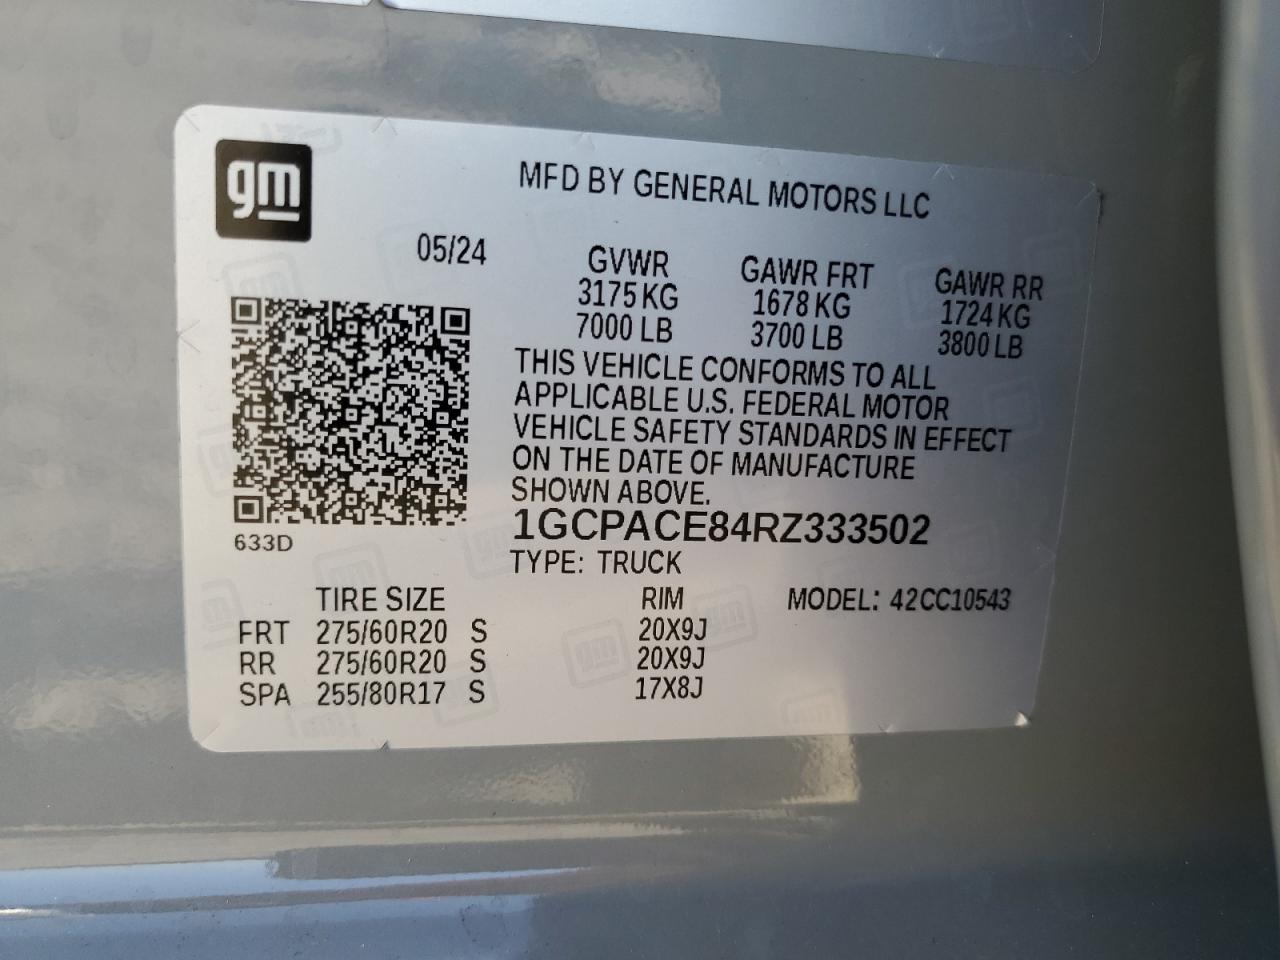 gm
MFD BY GENERAL MOTORS LLC
05/24 GVWR GAWR FRT GAWR RR
3175 KG 1678 KG 1724 KG
7000 LB 3700 LB 3800 LB
THIS VEHICLE CONFORMS TO ALL
APPLICABLE U.S. FEDERAL MOTOR
VEHICLE SAFETY STANDARDS IN EFFECT
ON THE DATE OF MANUFACTURE
SHOWN ABOVE.
1GCPACE84RZ333502
633D
TYPE: TRUCK
TIRE SIZE RIM MODEL: 42CC10543
FRT 275/60R20 S 20X9J
RR 275/60R20 S 20X9J
SPA 255/80R17 S 17X8J